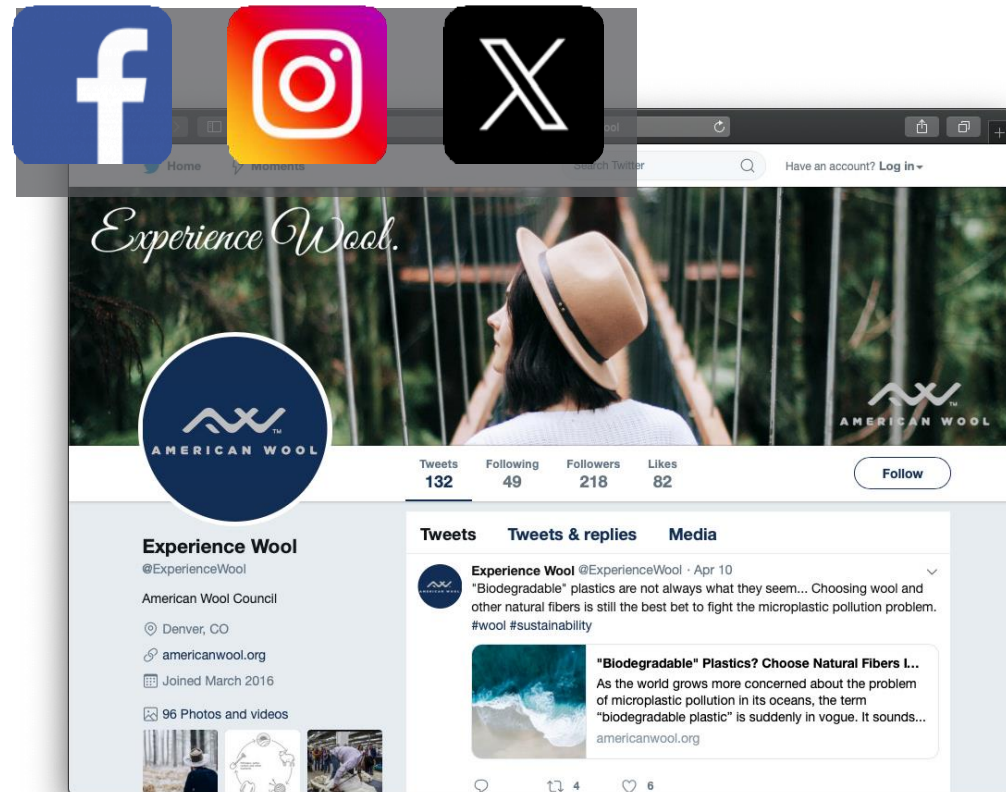 ool
Home
Moments
Search Twitter
Have an account? Log in
Experience Wool.
AMERICAN WOOL
TM
AMERICAN WOOL
TM
Tweets
132
Following
49
Followers
218
Likes
82
Follow
Experience Wool
@ExperienceWool
American Wool Council
Denver, CO
americanwool.org
Joined March 2016
96 Photos and videos
Tweets
Tweets & replies
Media
Experience Wool @ExperienceWool · Apr 10
"Biodegradable" plastics are not always what they seem... Choosing wool and
other natural fibers is still the best bet to fight the microplastic pollution problem.
#wool #sustainability
AMERICAN WOOL
"Biodegradable" Plastics? Choose Natural Fibers I...
As the world grows more concerned about the problem
of microplastic pollution in its oceans, the term
“biodegradable plastic” is suddenly in vogue. It sounds...
americanwool.org
4
6